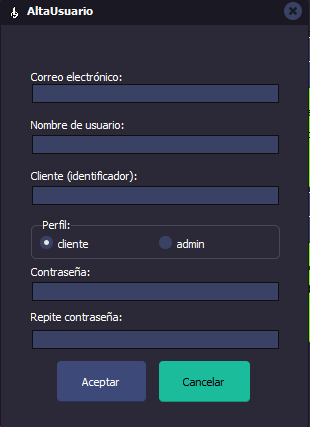 AltaUsuario
Correo electrónico:
Nombre de usuario:
Cliente (identificador):
Perfil:
cliente admin
Contraseña:
Repite contraseña:
Aceptar Cancelar